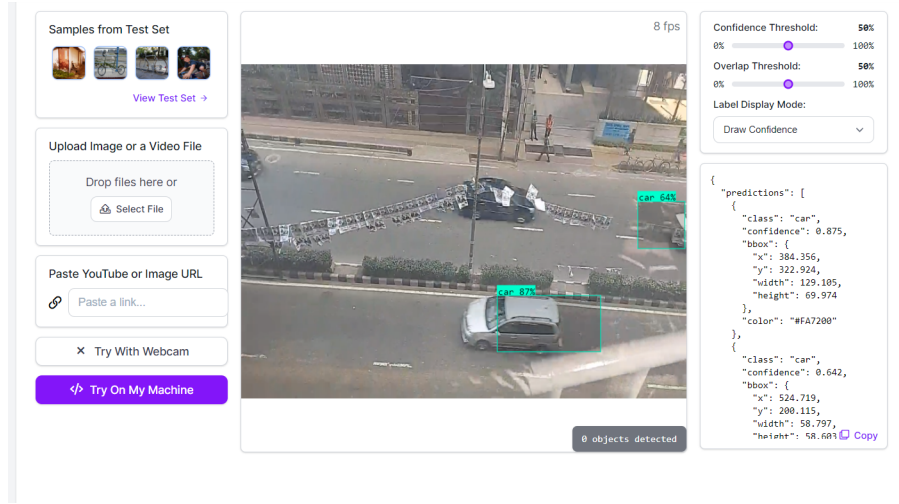 Samples from Test Set
View Test Set →
Upload Image or a Video File
Drop files here or
Select File
Paste YouTube or Image URL
Paste a link...
Try With Webcam
</> Try On My Machine
8 fps
car 64%
car 87%
0 objects detected
Confidence Threshold: 50%
0% 100%
Overlap Threshold: 50%
0% 100%
Label Display Mode:
Draw Confidence
{
"predictions": [
{
"class": "car",
"confidence": 0.875,
"bbox": {
"x": 384.356,
"y": 322.924,
"width": 129.105,
"height": 69.974
},
"color": "#FA7200"
},
{
"class": "car",
"confidence": 0.642,
"bbox": {
"x": 524.719,
"y": 200.115,
"width": 58.797,
"height": 58.603
Copy